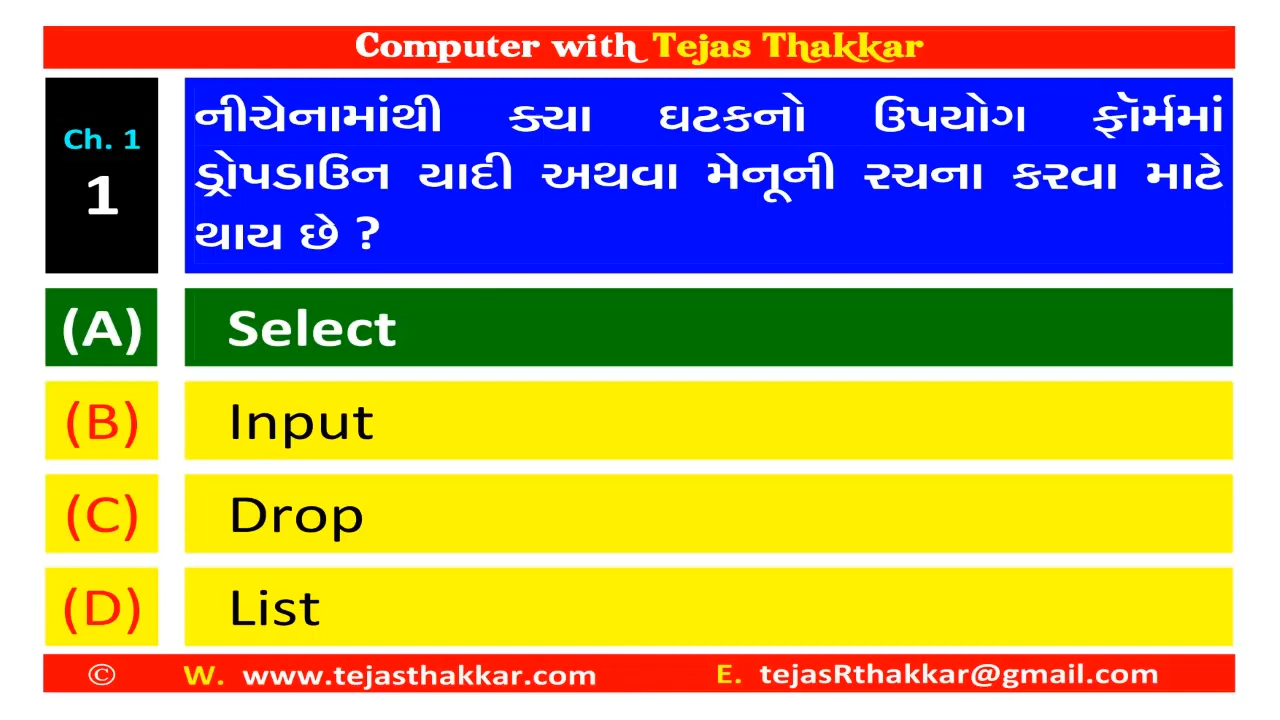 Computer with Tejas Thakkar
Ch. 1
1
નીચેનામાંથી ક્યા ઘટકનો ઉપયોગ ફૉર્મમાં
ડ્રોપડાઉન યાદી અથવા મેનૂની રચના કરવા માટે
થાય છે ?
(A) Select
(B) Input
(C) Drop
(D) List
© W. www.tejasthakkar.com E. tejasRthakkar@gmail.com